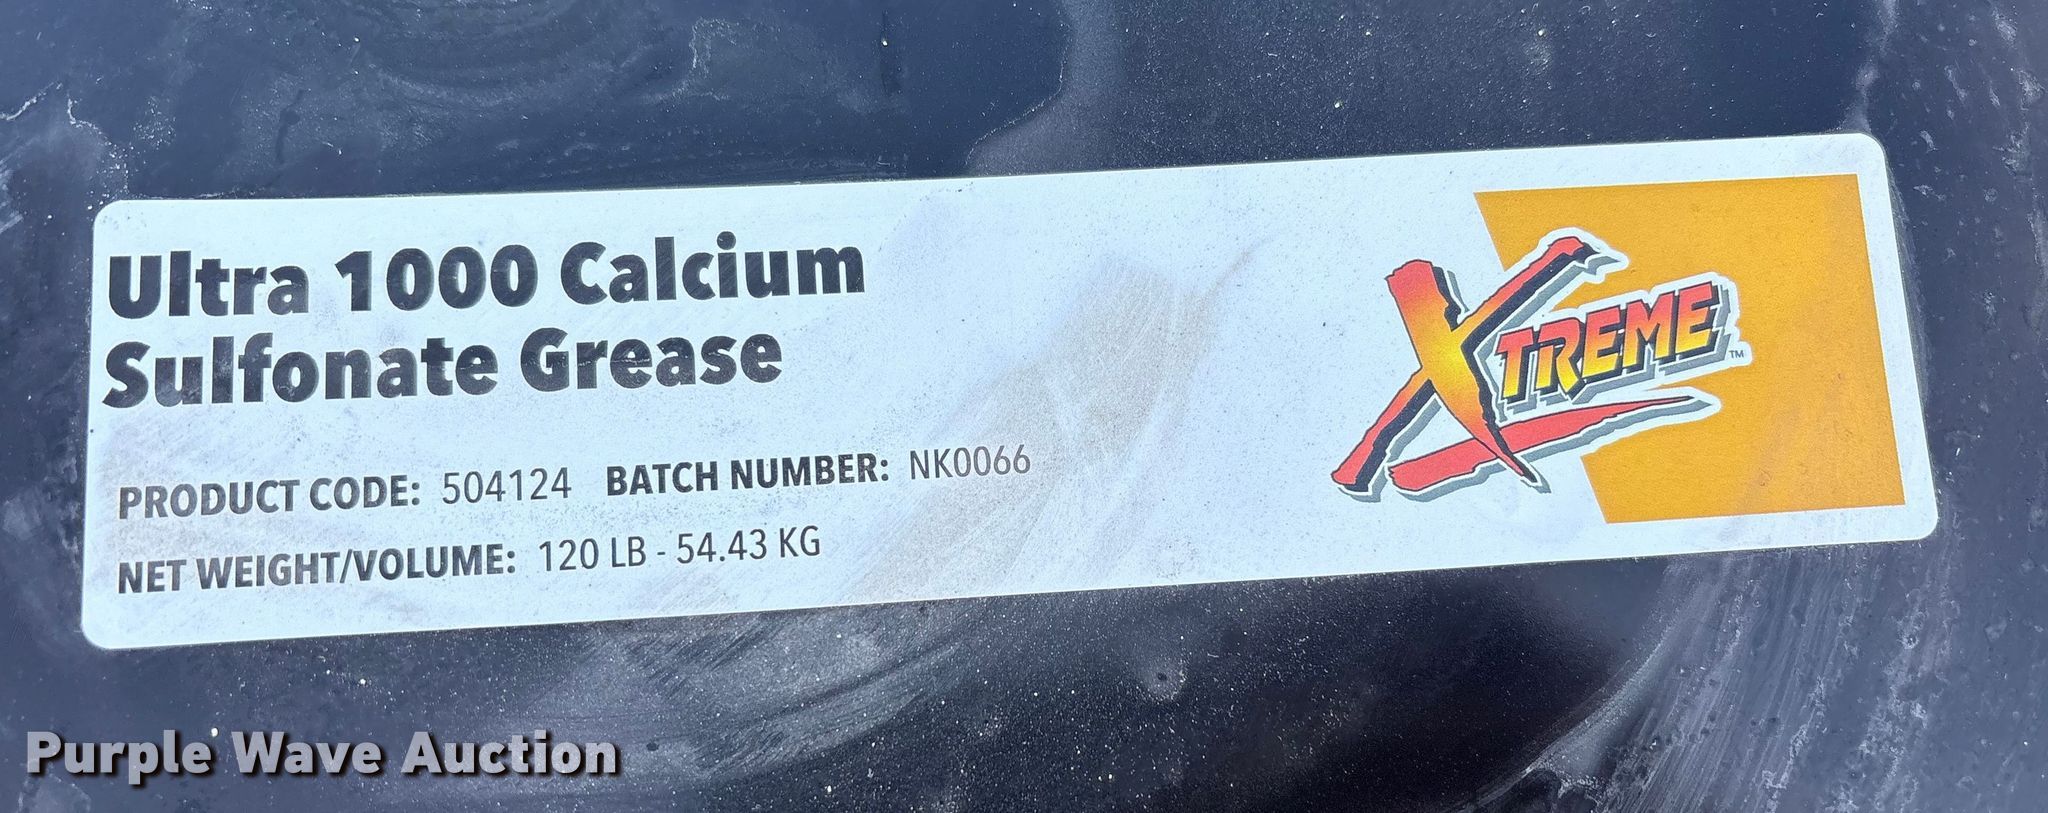 Ultra 1000 Calcium
Sulfonate Grease
PRODUCT CODE: 504124 BATCH NUMBER: NK0066
NET WEIGHT/VOLUME: 120 LB - 54.43 KG
XTREME™
Purple Wave Auction